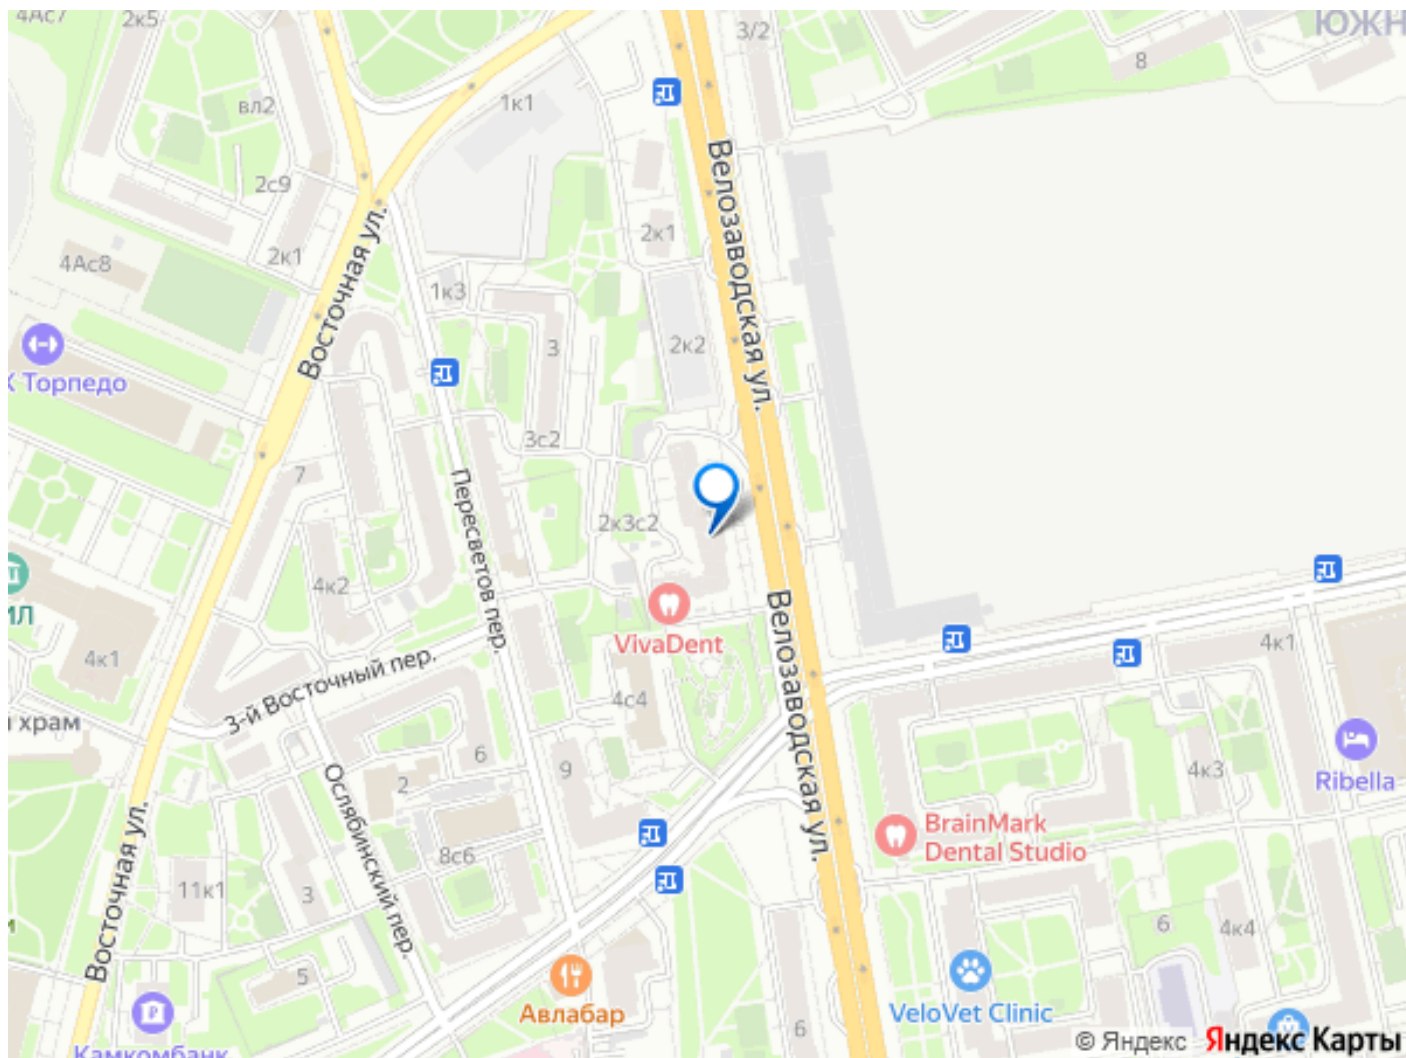 4Ас7
2к5
3/2
ЮЖН
8
1к1
вл2
2с9
2к1
2к1
4Ас8
1к3
Восточная ул.
Велозаводская ул.
3
2к2
К Торпедо
3с2
7
Пересветов пер.
2к3с2
4к2
ИЛ
VivaDent
Велозаводская ул.
4к1
4к1
3-й Восточный пер.
4с4
храм
6
9
2
4к3
Ribella
Ослябинский пер.
BrainMark
Dental Studio
8с6
Восточная ул.
11к1
3
6
4к4
и
5
Авлабар
VeloVet Clinic
6
Камкомбанк
© Яндекс Яндекс Карты